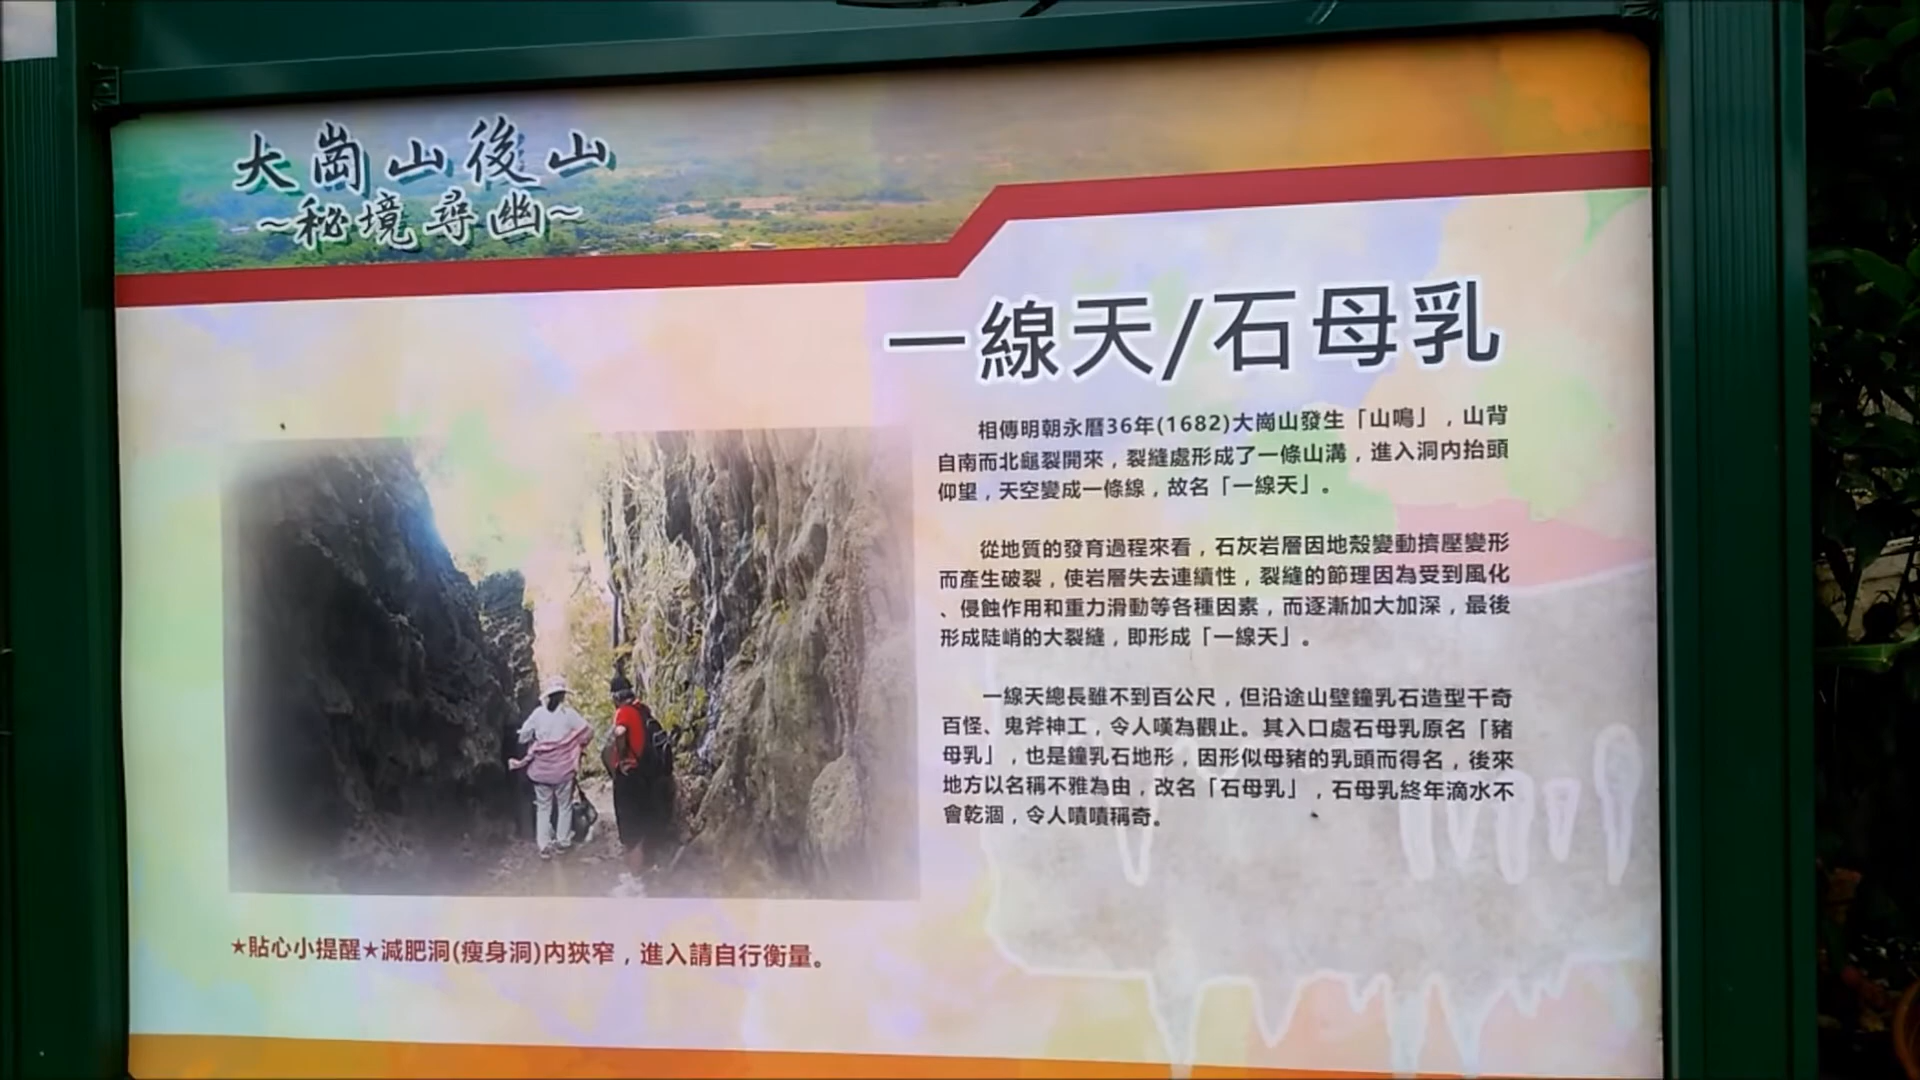 大崗山後山
~秘境尋幽~
一線天/石母乳
相傳明朝永曆36年(1682)大崗山發生「山鳴」，山背
自南而北龜裂開來，裂縫處形成了一條山溝，進入洞內抬頭
仰望，天空變成一條線，故名「一線天」。
從地質的發育過程來看，石灰岩層因地殼變動擠壓變形
而產生破裂，使岩層失去連續性，裂縫的節理因為受到風化
、侵蝕作用和重力滑動等各種因素，而逐漸加大加深，最後
形成陡峭的大裂縫，即形成「一線天」。
一線天總長雖不到百公尺，但沿途山壁鐘乳石造型千奇
百怪、鬼斧神工，令人嘆為觀止。其入口處石母乳原名「豬
母乳」，也是鐘乳石地形，因形似母豬的乳頭而得名，後來
地方以名稱不雅為由，改名「石母乳」，石母乳終年滴水不
會乾涸，令人嘖嘖稱奇。
★貼心小提醒★減肥洞(瘦身洞)內狹窄，進入請自行衡量。